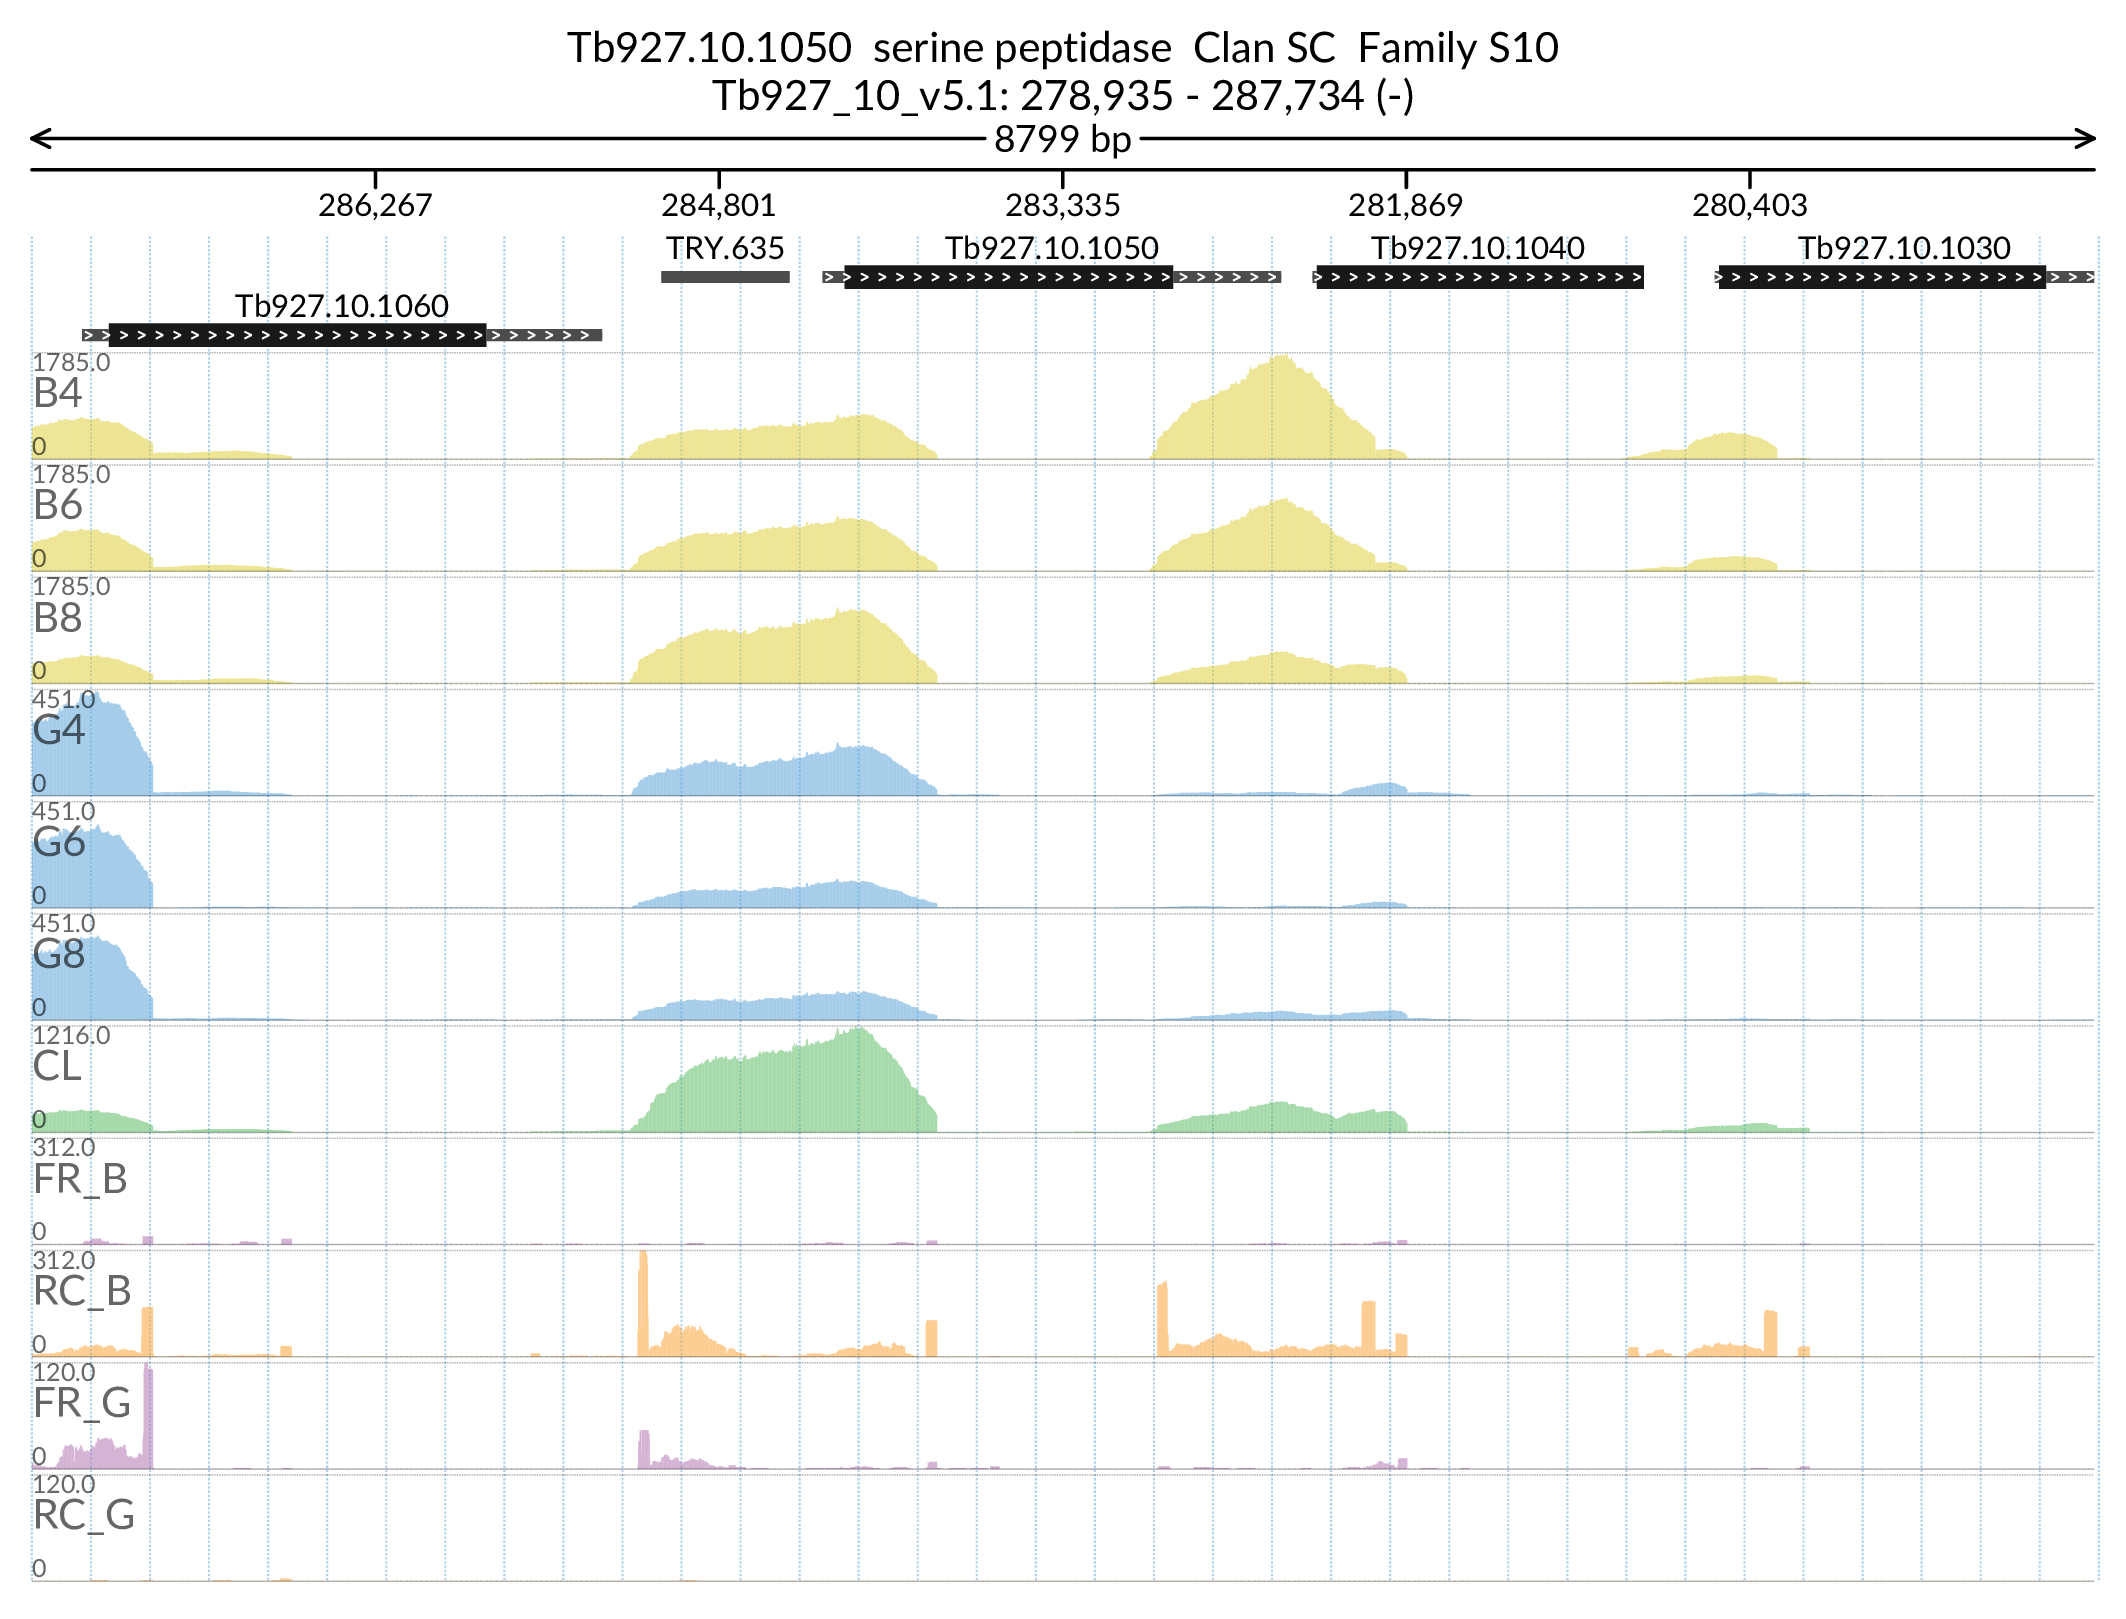 Tb927.10.1050 serine peptidase Clan SC Family S10
Tb927_10_v5.1: 278,935 - 287,734 (-)
8799 bp
286,267 284,801 283,335 281,869 280,403
TRY.635 Tb927.10.1050 Tb927.10.1040 Tb927.10.1030
Tb927.10.1060
1785.0
B4
0
1785.0
B6
0
1785.0
B8
0
451.0
G4
0
451.0
G6
0
451.0
G8
0
1216.0
CL
0
312.0
FR_B
0
312.0
RC_B
0
120.0
FR_G
0
120.0
RC_G
0